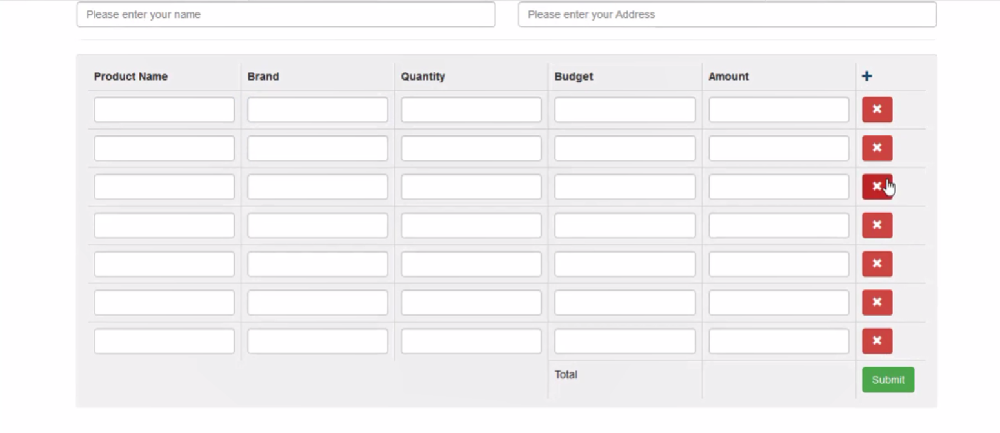 Please enter your name Please enter your Address
Product Name Brand Quantity Budget Amount +
Total Submit